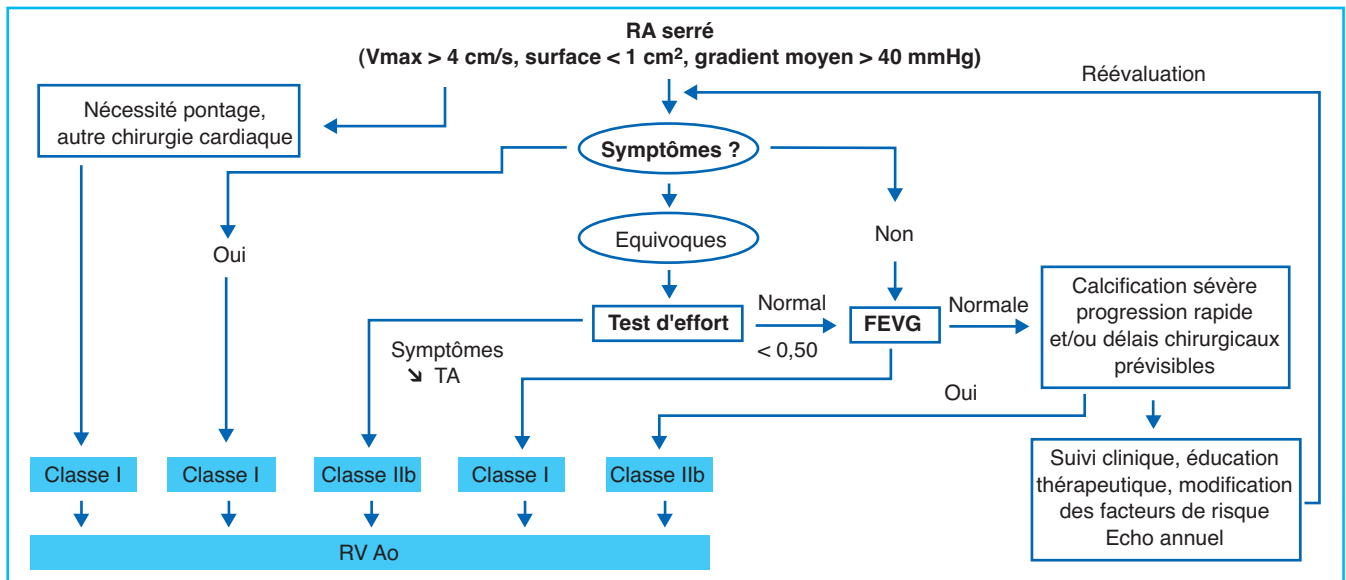 RA serré
(Vmax > 4 cm/s, surface < 1 cm², gradient moyen > 40 mmHg)
Réévaluation
Nécessité pontage,
autre chirurgie cardiaque
Symptômes ?
Oui
Equivoques
Non
Test d'effort
Normal
< 0,50
FEVG
Normale
Calcification sévère
progression rapide
et/ou délais chirurgicaux
prévisibles
Symptômes
↘ TA
Oui
Suivi clinique, éducation
thérapeutique, modification
des facteurs de risque
Echo annuel
Classe I
Classe I
Classe IIb
Classe I
Classe IIb
RV Ao